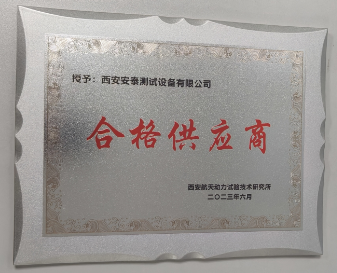 授予：西安安泰测试设备有限公司
合格供应商
西安航天动力试验技术研究所
二〇二三年六月